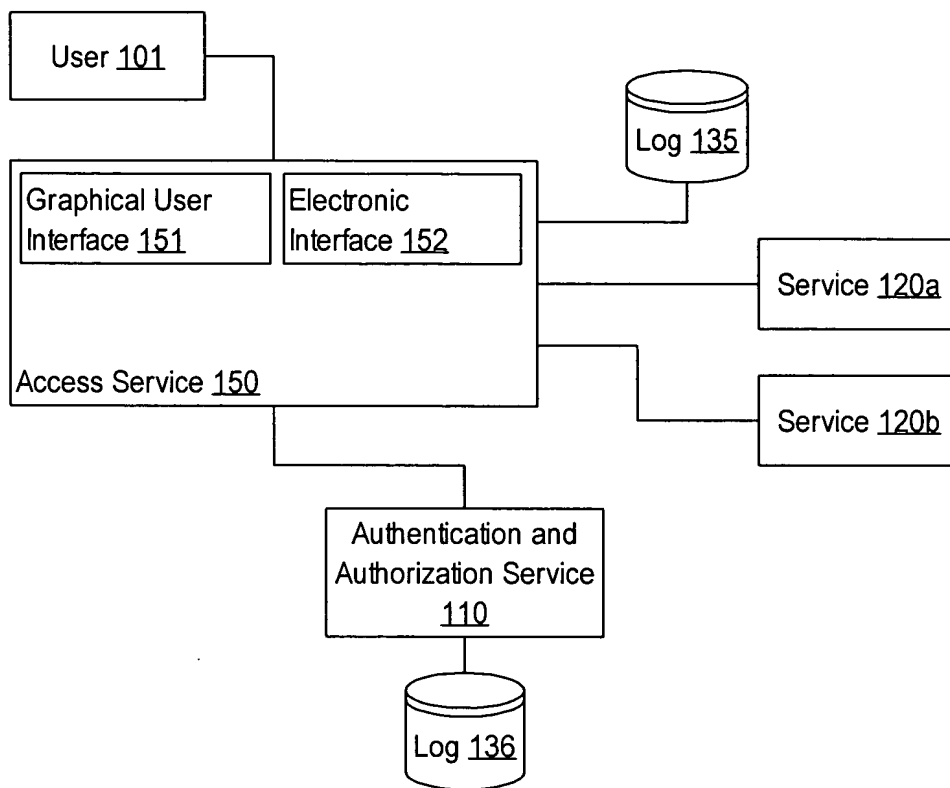 User 101
Log 135
Graphical User
Interface 151
Electronic
Interface 152
Service 120a
Access Service 150
Service 120b
Authentication and
Authorization Service
110
Log 136